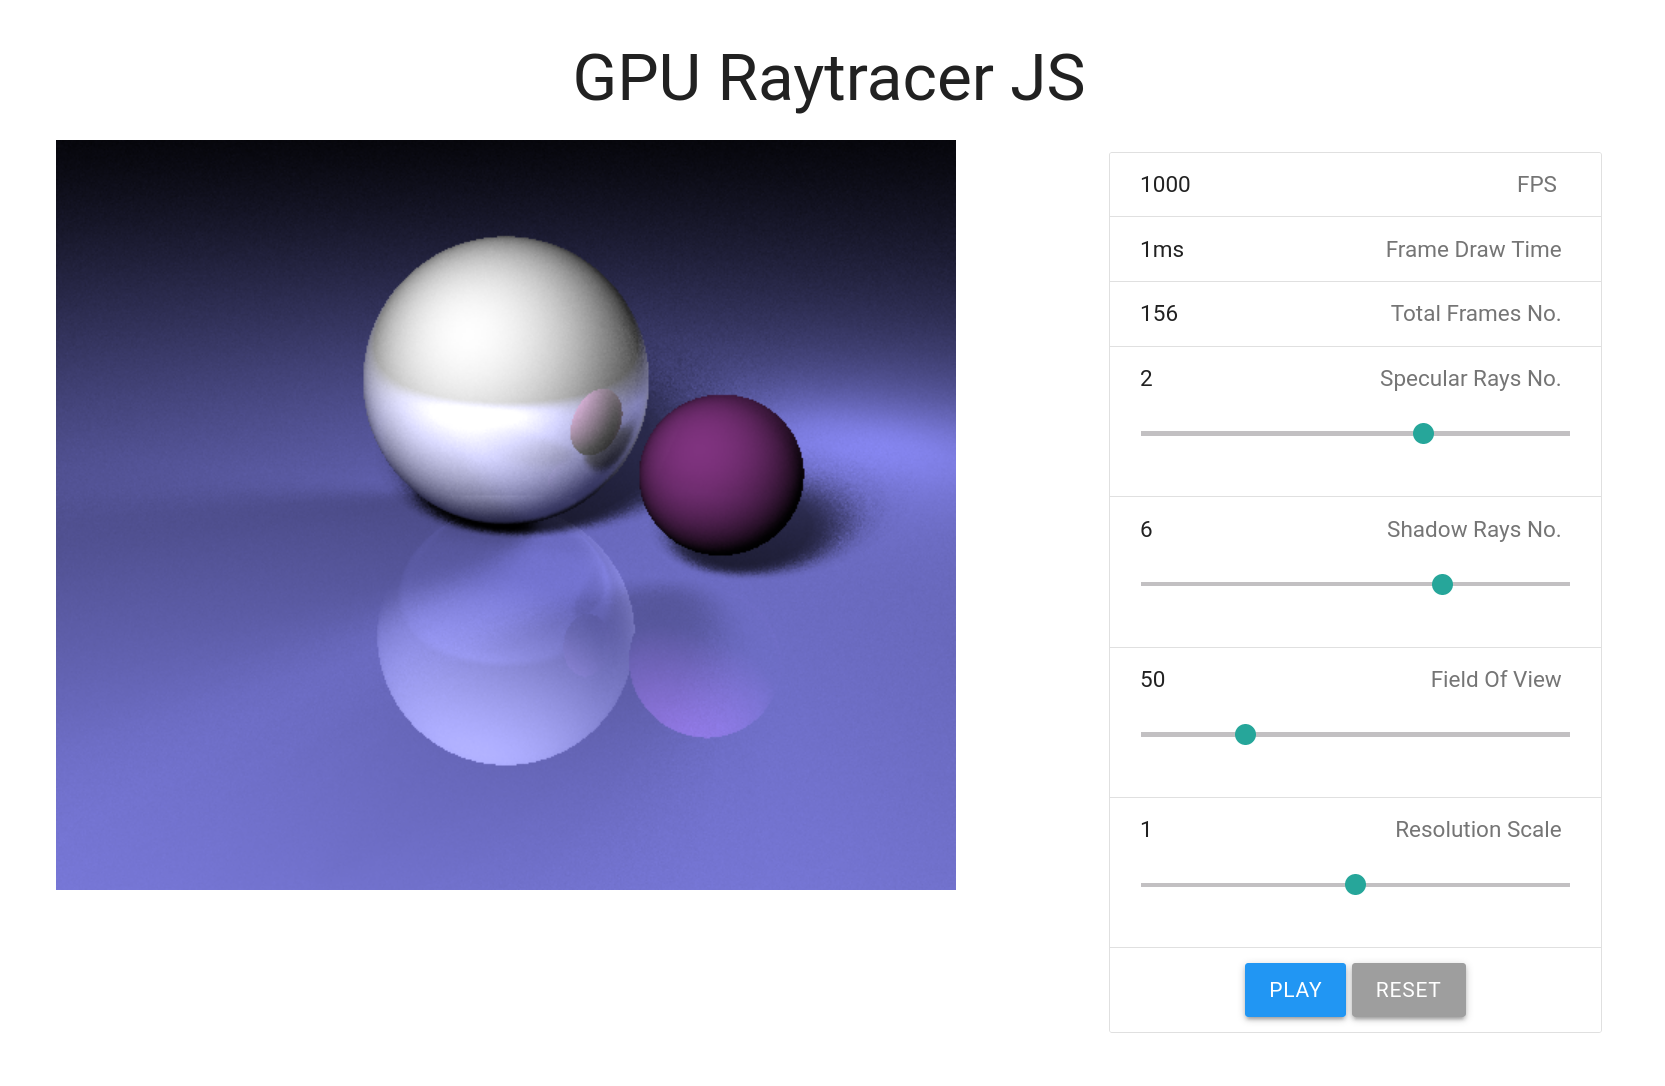 GPU Raytracer JS
1000 FPS
1ms Frame Draw Time
156 Total Frames No.
2 Specular Rays No.
6 Shadow Rays No.
50 Field Of View
1 Resolution Scale
PLAY RESET